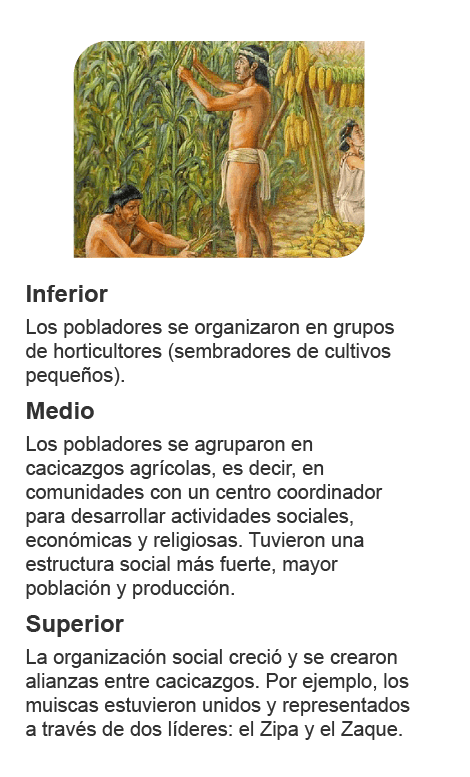 Inferior
Los pobladores se organizaron en grupos
de horticultores (sembradores de cultivos
pequeños).
Medio
Los pobladores se agruparon en
cacicazgos agrícolas, es decir, en
comunidades con un centro coordinador
para desarrollar actividades sociales,
económicas y religiosas. Tuvieron una
estructura social más fuerte, mayor
población y producción.
Superior
La organización social creció y se crearon
alianzas entre cacicazgos. Por ejemplo, los
muiscas estuvieron unidos y representados
a través de dos líderes: el Zipa y el Zaque.